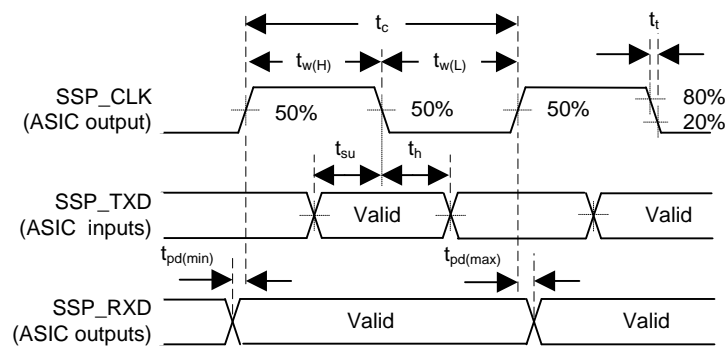 tc
tt
tw(H)
tw(L)
SSP_CLK
(ASIC output)
50%
50%
50%
80%
20%
tsu
th
SSP_TXD
(ASIC inputs)
Valid
Valid
tpd(min)
tpd(max)
SSP_RXD
(ASIC outputs)
Valid
Valid